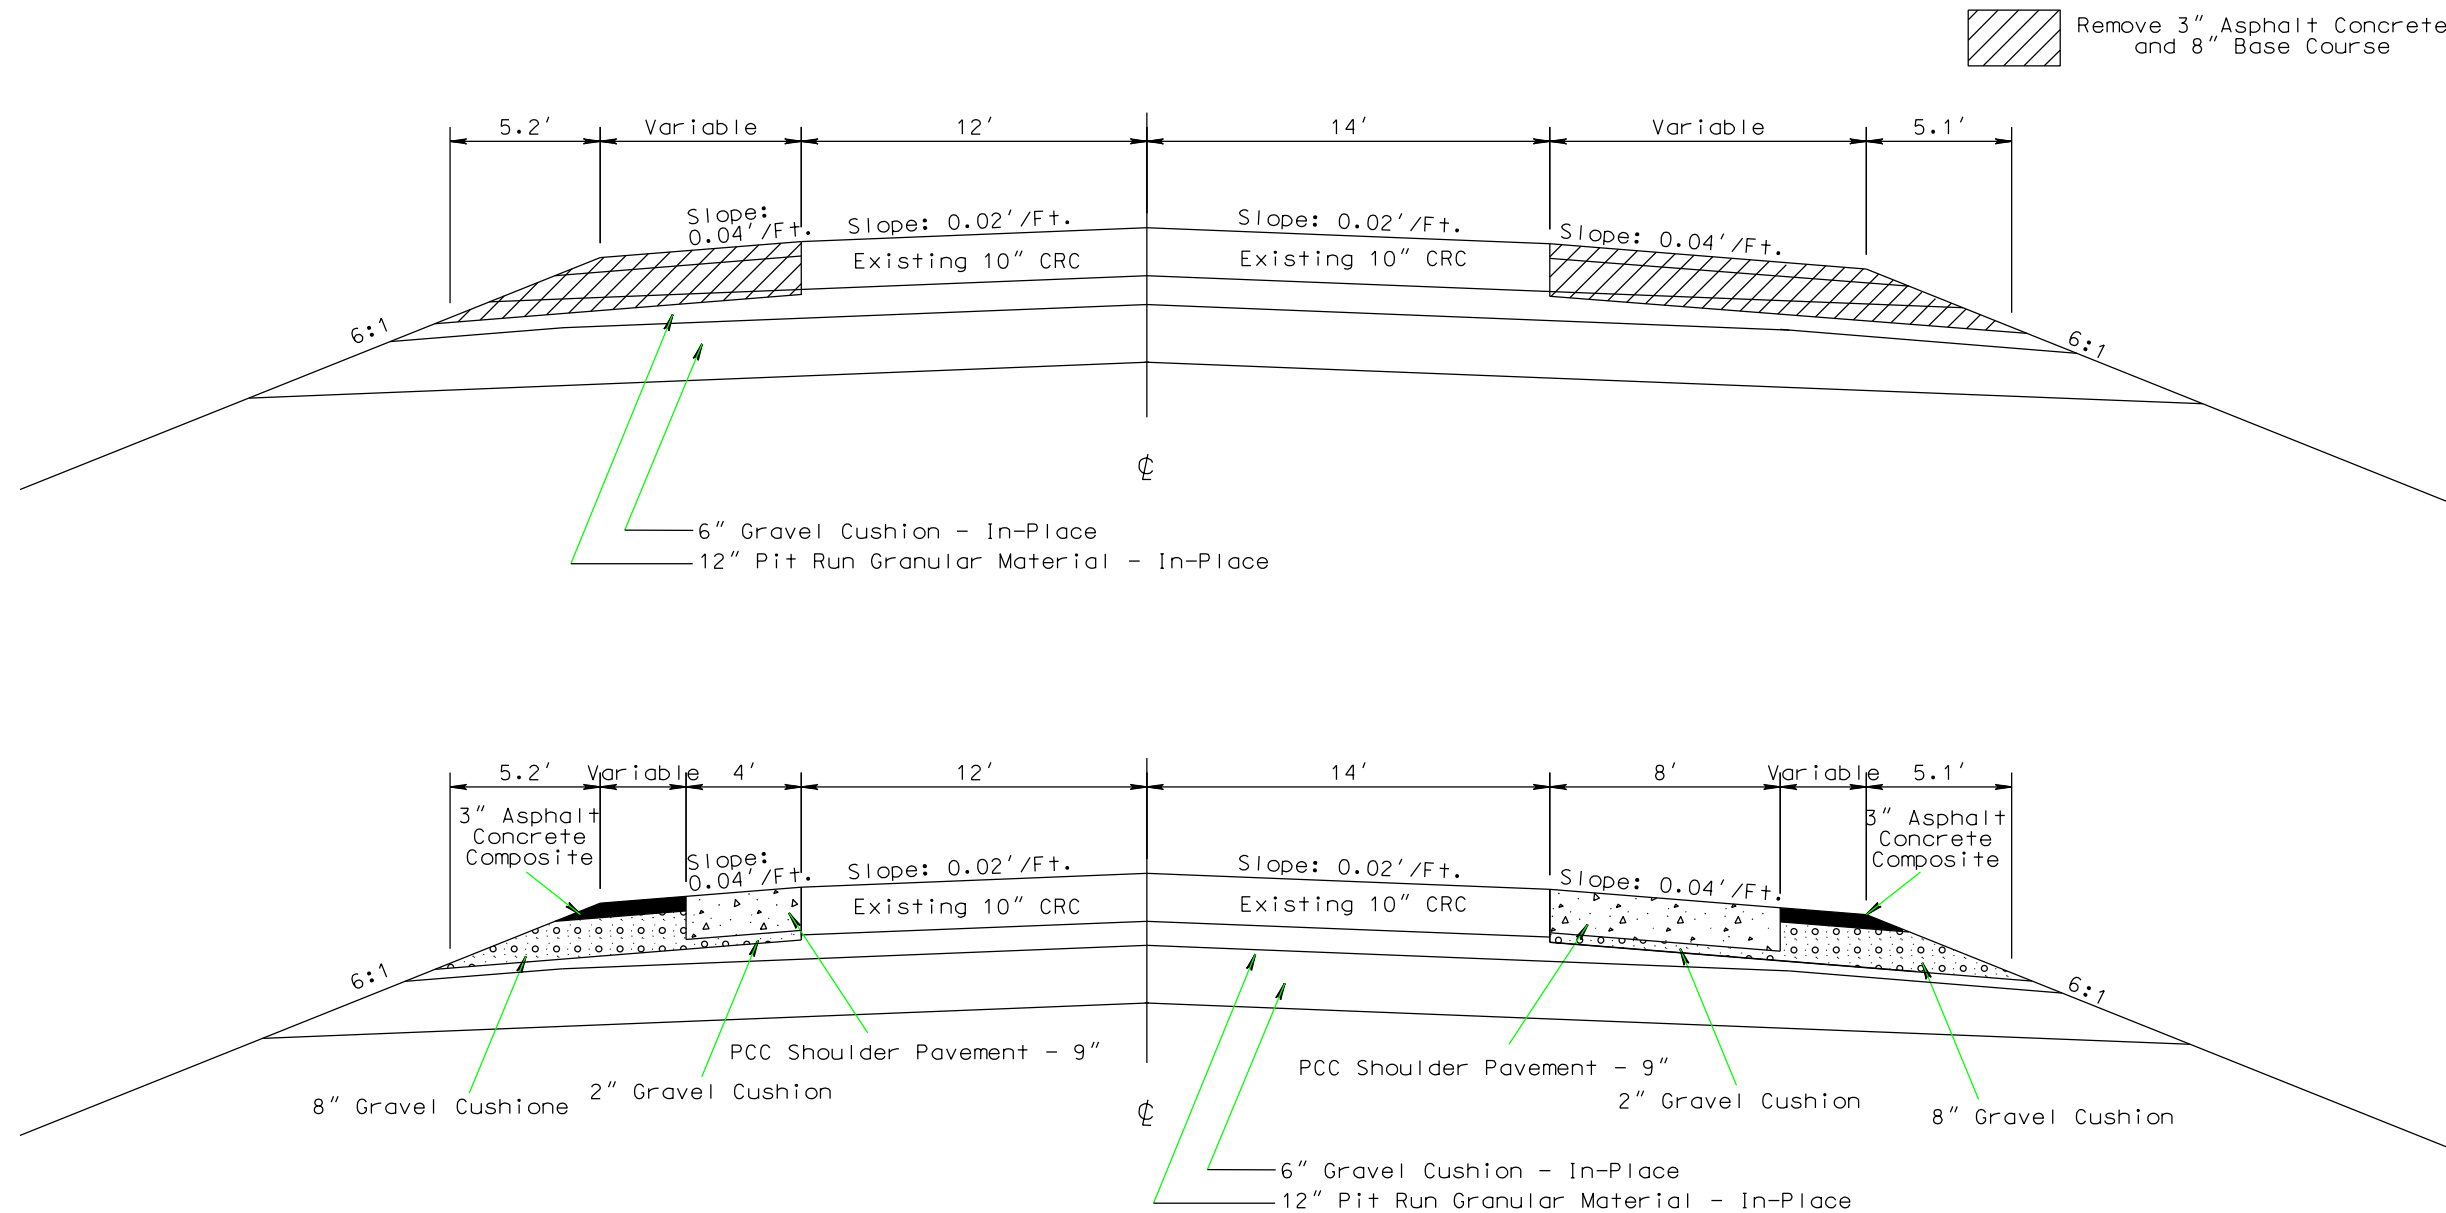 Remove 3" Asphalt Concrete
and 8" Base Course
5.2' Variable 12' 14' Variable 5.1'
Slope:
0.04'/Ft.
Slope: 0.02'/Ft.
Slope: 0.02'/Ft.
Slope: 0.04'/Ft.
Existing 10" CRC
Existing 10" CRC
6:1
6:1
℄
6" Gravel Cushion - In-Place
12" Pit Run Granular Material - In-Place
5.2' Variable 4' 12' 14' 8' Variable 5.1'
3" Asphalt
Concrete
Composite
3" Asphalt
Concrete
Composite
Slope:
0.04'/Ft.
Slope: 0.02'/Ft.
Slope: 0.02'/Ft.
Slope: 0.04'/Ft.
Existing 10" CRC
Existing 10" CRC
6:1
6:1
PCC Shoulder Pavement - 9"
PCC Shoulder Pavement - 9"
2" Gravel Cushion
8" Gravel Cushione
2" Gravel Cushion
8" Gravel Cushion
℄
6" Gravel Cushion - In-Place
12" Pit Run Granular Material - In-Place